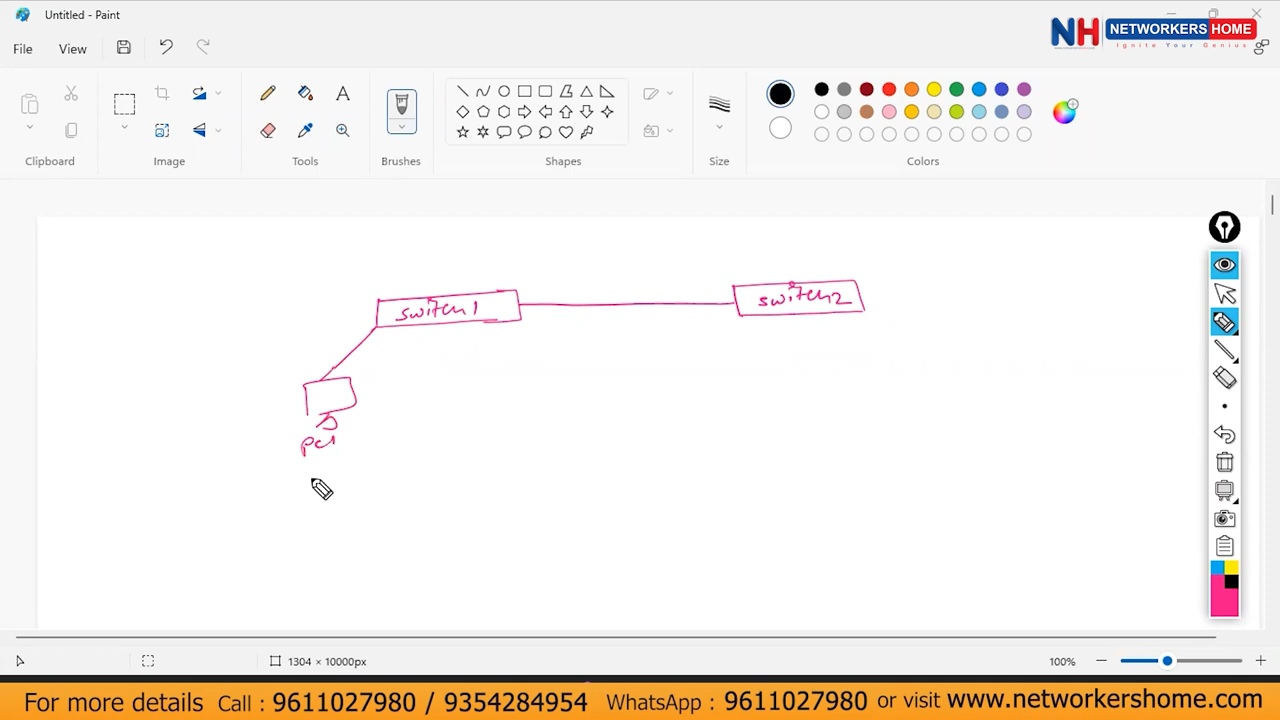 Untitled - Paint
NH NETWORKERS HOME
Ignite Your Genius
File View
Clipboard Image Tools Brushes Shapes Size Colors
A
switch1
switch2
PC1
1304 × 10000px
100%
For more details Call : 9611027980 / 9354284954 WhatsApp : 9611027980 or visit www.networkershome.com